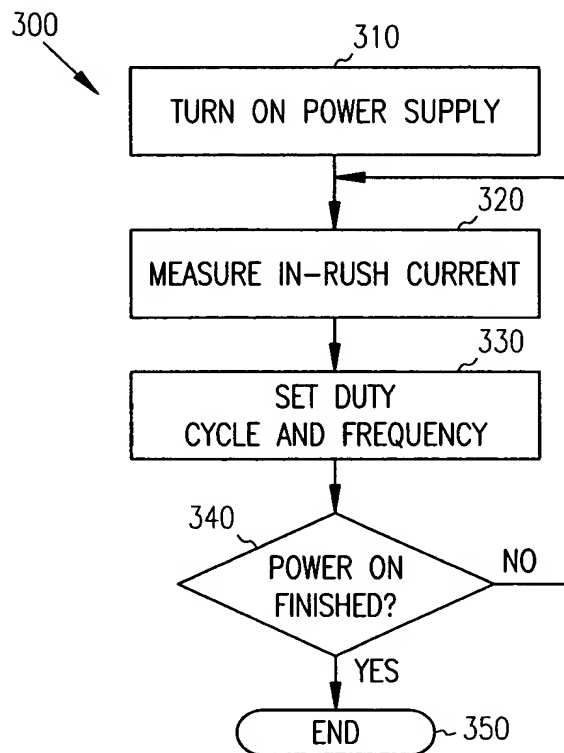 300
310
TURN ON POWER SUPPLY
320
MEASURE IN-RUSH CURRENT
330
SET DUTY
CYCLE AND FREQUENCY
340
POWER ON
FINISHED?
NO
YES
END
350